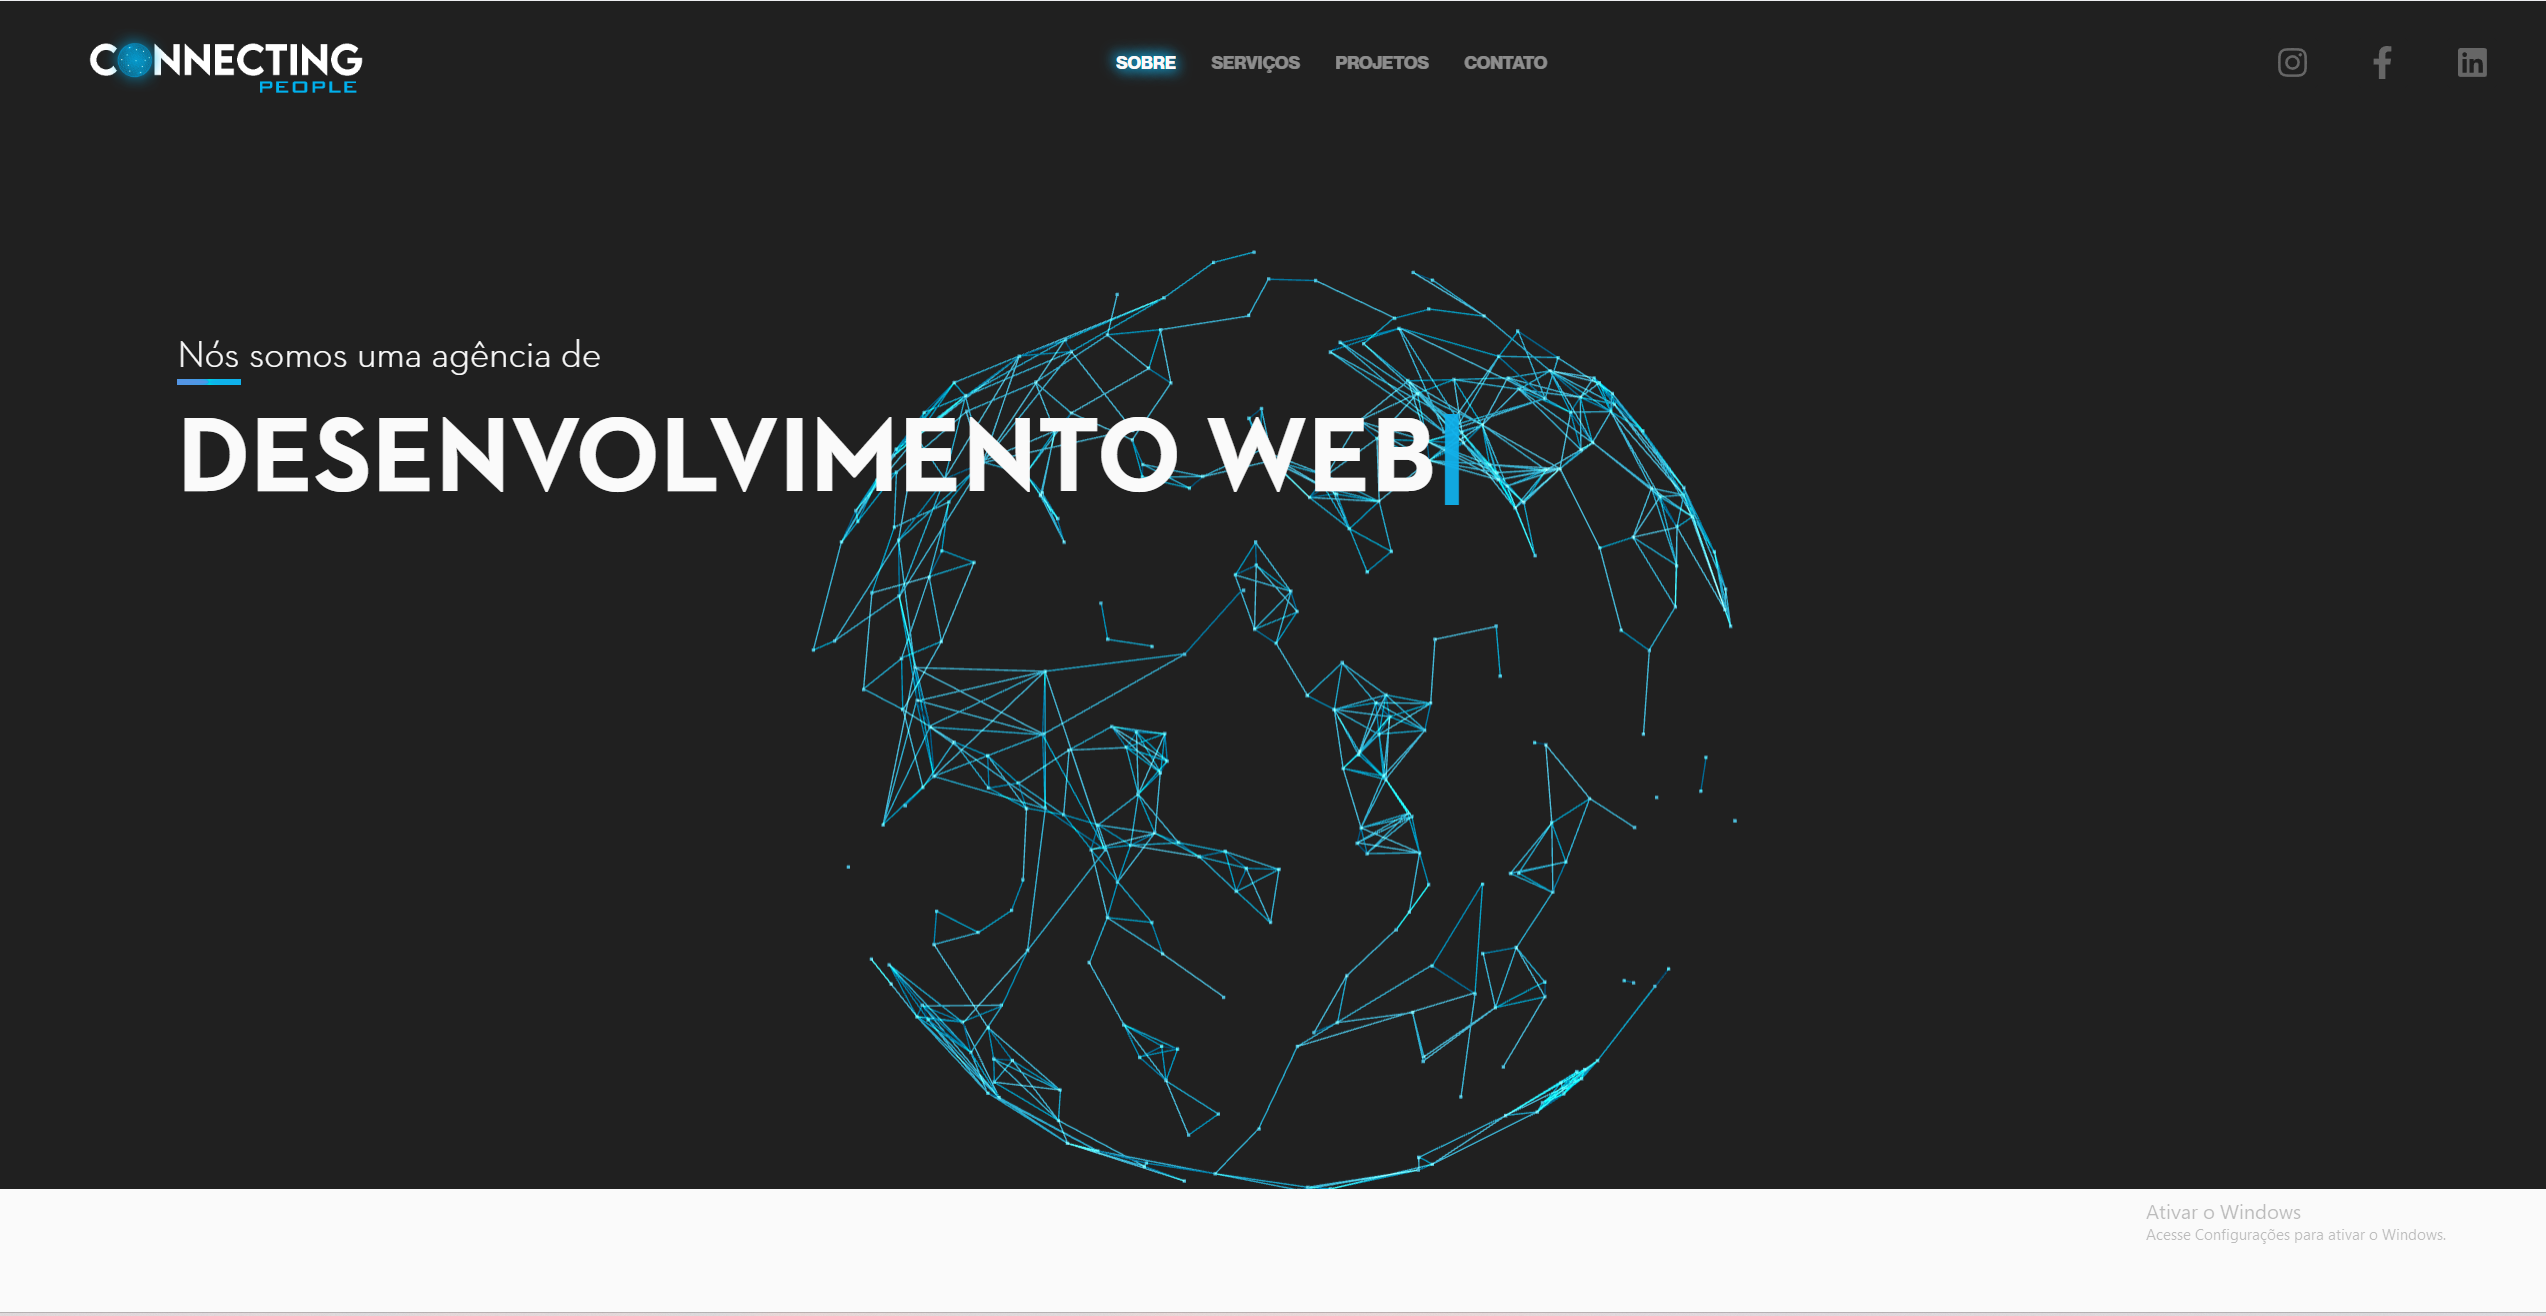 CONNECTING
PEOPLE
SOBRE
SERVIÇOS
PROJETOS
CONTATO
Nós somos uma agência de
DESENVOLVIMENTO WEB
Ativar o Windows
Acesse Configurações para ativar o Windows.